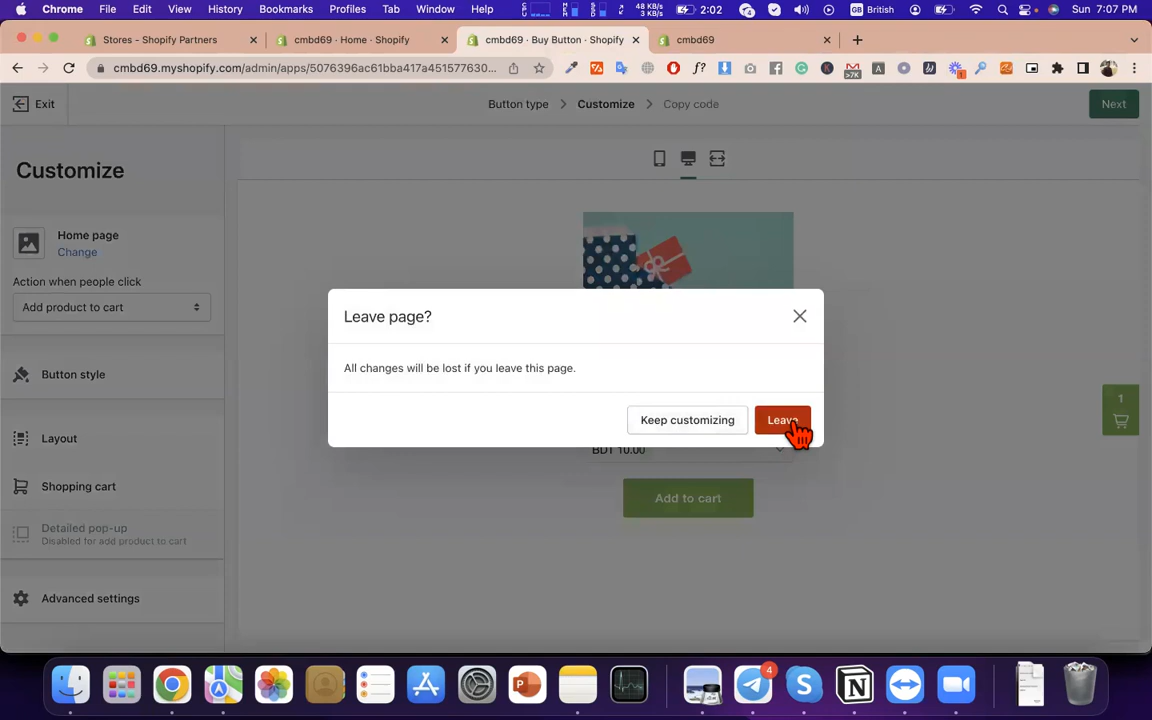 Chrome File Edit View History Bookmarks Profiles Tab Window Help 48 KB/s 3 KB/s 2:02 4 GB British Sun 7:07 PM
Stores - Shopify Partners cmbd69 · Home · Shopify cmbd69 · Buy Button · Shopify cmbd69
cmbd69.myshopify.com/admin/apps/5076396ac61bba417a451577630... f? >7K A K 1
Exit Button type Customize Copy code Next
Customize
Home page
Change
Action when people click
Add product to cart
Button style
Layout
Shopping cart
Detailed pop-up
Disabled for add product to cart
Advanced settings
Leave page?
All changes will be lost if you leave this page.
Keep customizing Leave
BDT 10.00
Add to cart
1
4